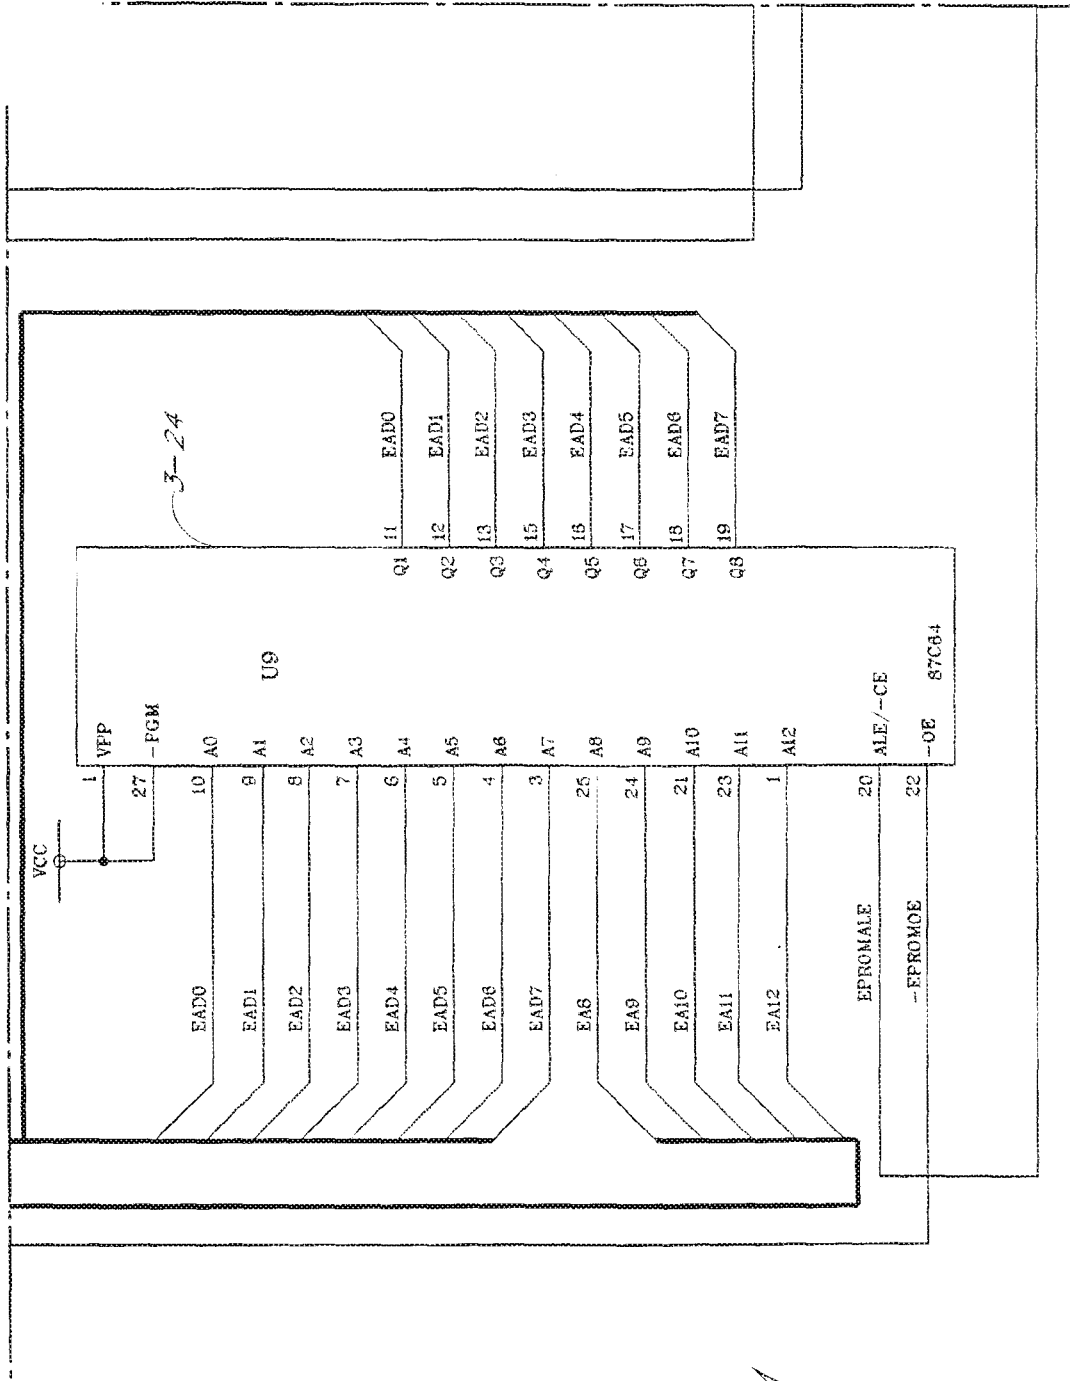 3-24
VCC
U9
87C64
1 VPP
27 -PGM
EAD0 10 A0
EAD1 9 A1
EAD2 8 A2
EAD3 7 A3
EAD4 6 A4
EAD5 5 A5
EAD6 4 A6
EAD7 3 A7
EA8 25 A8
EA9 24 A9
EA10 21 A10
EA11 23 A11
EA12 1 A12
EPROMALE 20 ALE/-CE
-EPROMOE 22 -OE
Q1 11 EAD0
Q2 12 EAD1
Q3 13 EAD2
Q4 15 EAD3
Q5 16 EAD4
Q6 17 EAD5
Q7 18 EAD6
Q8 19 EAD7